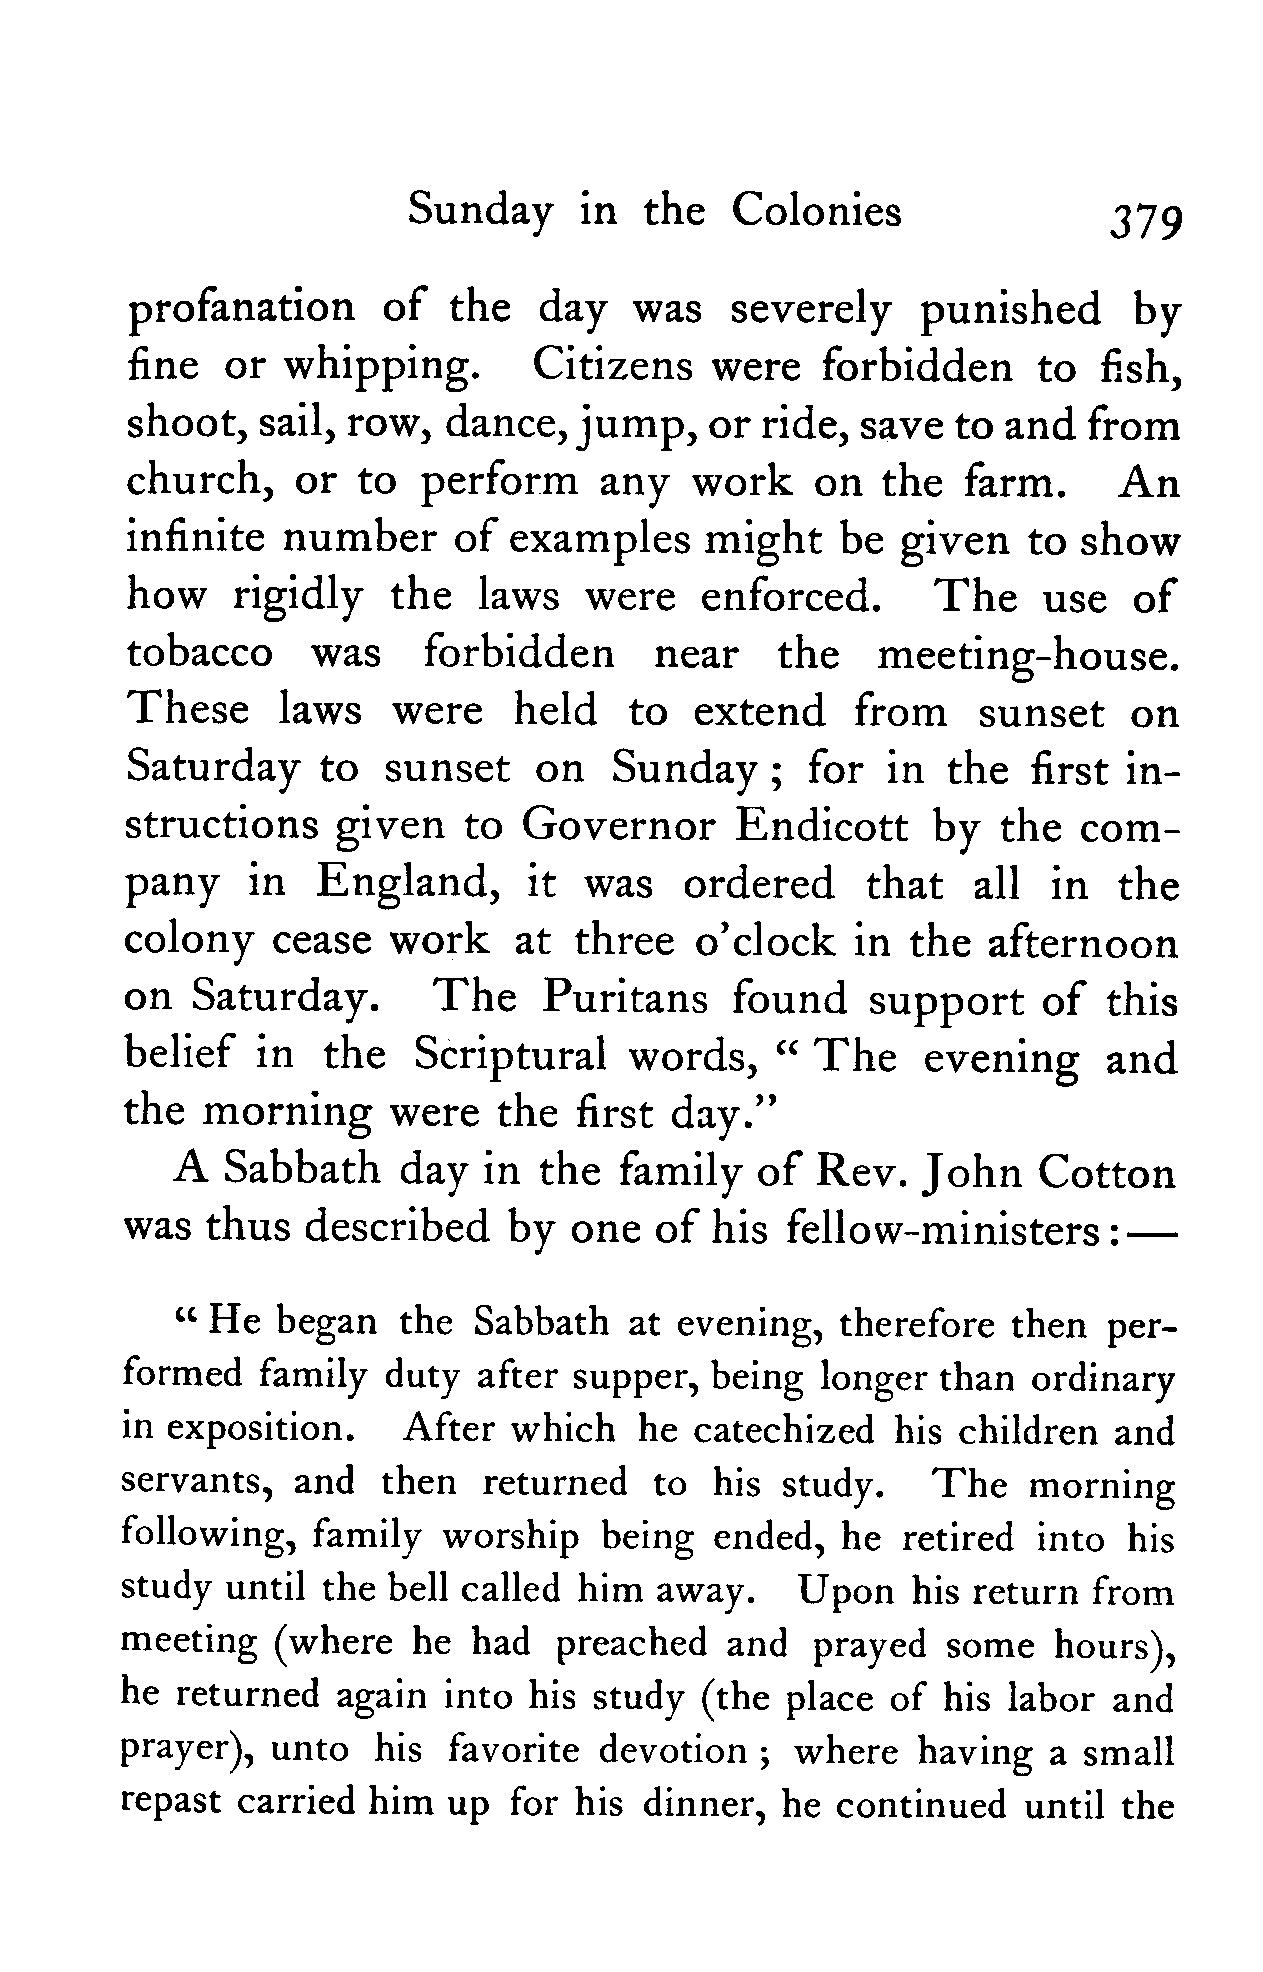 Sunday in the Colonies 379
profanation of the day was severely punished by
fine or whipping. Citizens were forbidden to fish,
shoot, sail, row, dance, jump, or ride, save to and from
church, or to perform any work on the farm. An
infinite number of examples might be given to show
how rigidly the laws were enforced. The use of
tobacco was forbidden near the meeting-house.
These laws were held to extend from sunset on
Saturday to sunset on Sunday ; for in the first in-
structions given to Governor Endicott by the com-
pany in England, it was ordered that all in the
colony cease work at three o'clock in the afternoon
on Saturday. The Puritans found support of this
belief in the Scriptural words, “ The evening and
the morning were the first day.”
A Sabbath day in the family of Rev. John Cotton
was thus described by one of his fellow-ministers : —
“ He began the Sabbath at evening, therefore then per-
formed family duty after supper, being longer than ordinary
in exposition. After which he catechized his children and
servants, and then returned to his study. The morning
following, family worship being ended, he retired into his
study until the bell called him away. Upon his return from
meeting (where he had preached and prayed some hours),
he returned again into his study (the place of his labor and
prayer), unto his favorite devotion ; where having a small
repast carried him up for his dinner, he continued until the